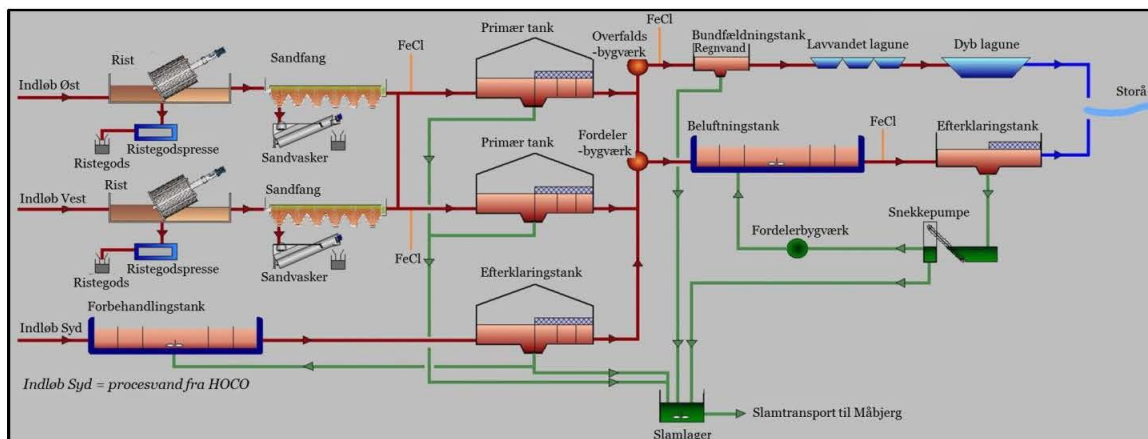 Indløb Øst
Rist
Ristegods
Ristegodspresse
Sandfang
Sandvasker
FeCl
Primær tank
Overfalds
-bygværk
FeCl
Bundfældningstank
Regnvand
Lavvandet lagune
Dyb lagune
Storå
Indløb Vest
Rist
Ristegods
Ristegodspresse
Sandfang
Sandvasker
FeCl
Primær tank
Fordeler
-bygværk
Beluftningstank
FeCl
Efterklaringstank
Snekkepumpe
Fordelerbygværk
Indløb Syd
Forbehandlingstank
Efterklaringstank
Indløb Syd = procesvand fra HOCO
Slamlager
Slamtransport til Måbjerg